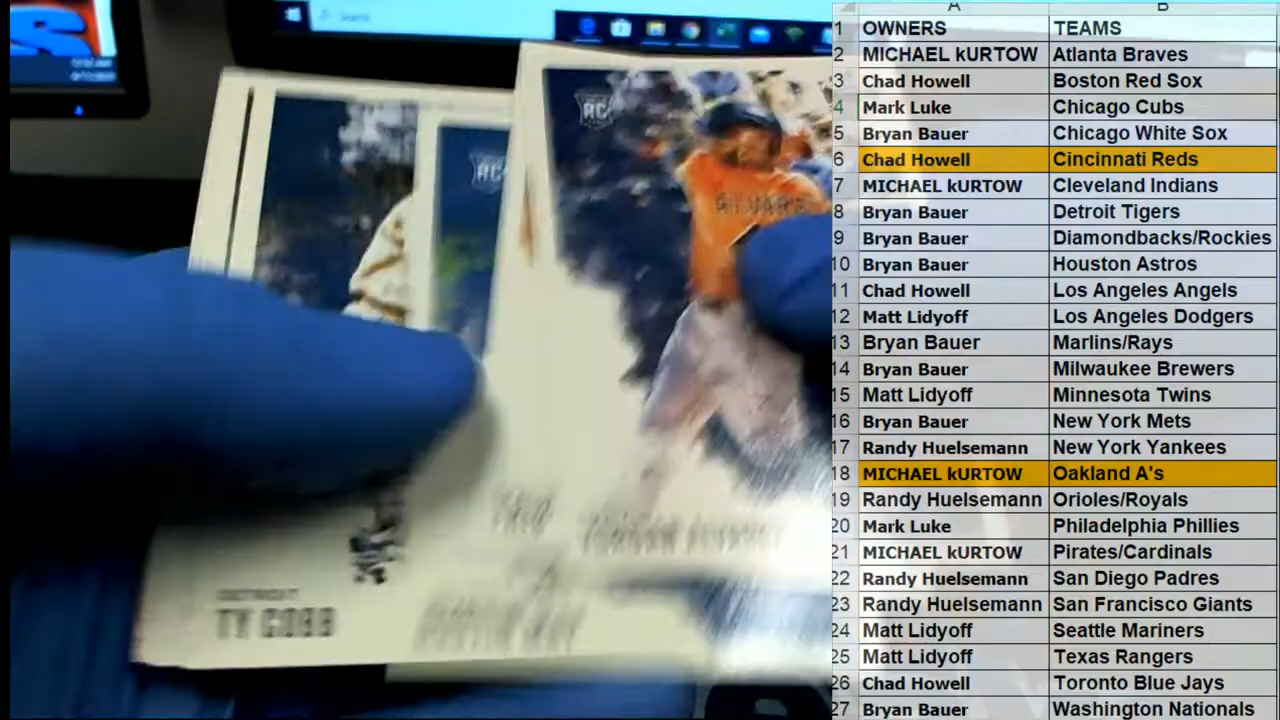 Search
RC
RC
ALVAREZ
DETROIT
TY COBB
A B
1 OWNERS TEAMS
2 MICHAEL kURTOW Atlanta Braves
3 Chad Howell Boston Red Sox
4 Mark Luke Chicago Cubs
5 Bryan Bauer Chicago White Sox
6 Chad Howell Cincinnati Reds
7 MICHAEL kURTOW Cleveland Indians
8 Bryan Bauer Detroit Tigers
9 Bryan Bauer Diamondbacks/Rockies
10 Bryan Bauer Houston Astros
11 Chad Howell Los Angeles Angels
12 Matt Lidyoff Los Angeles Dodgers
13 Bryan Bauer Marlins/Rays
14 Bryan Bauer Milwaukee Brewers
15 Matt Lidyoff Minnesota Twins
16 Bryan Bauer New York Mets
17 Randy Huelsemann New York Yankees
18 MICHAEL kURTOW Oakland A's
19 Randy Huelsemann Orioles/Royals
20 Mark Luke Philadelphia Phillies
21 MICHAEL kURTOW Pirates/Cardinals
22 Randy Huelsemann San Diego Padres
23 Randy Huelsemann San Francisco Giants
24 Matt Lidyoff Seattle Mariners
25 Matt Lidyoff Texas Rangers
26 Chad Howell Toronto Blue Jays
27 Bryan Bauer Washington Nationals